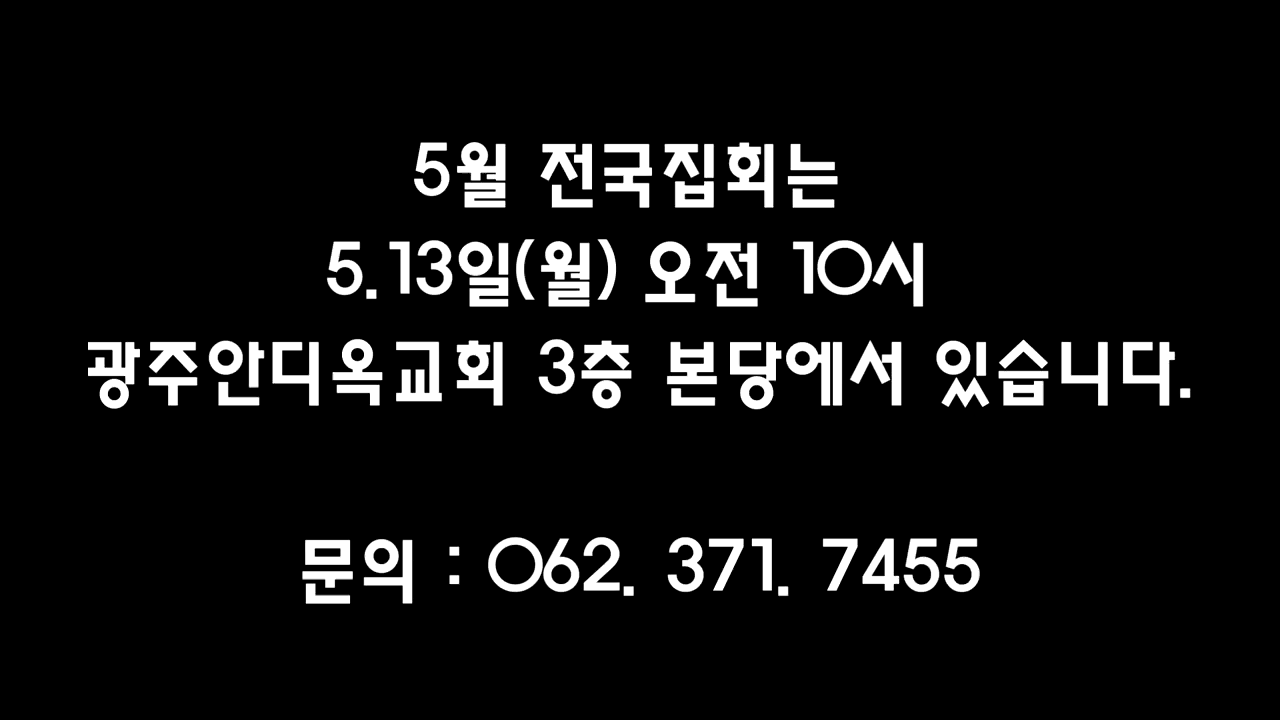 5월 전국집회는
5.13일(월) 오전 10시
광주안디옥교회 3층 본당에서 있습니다.
문의 : 062. 371. 7455